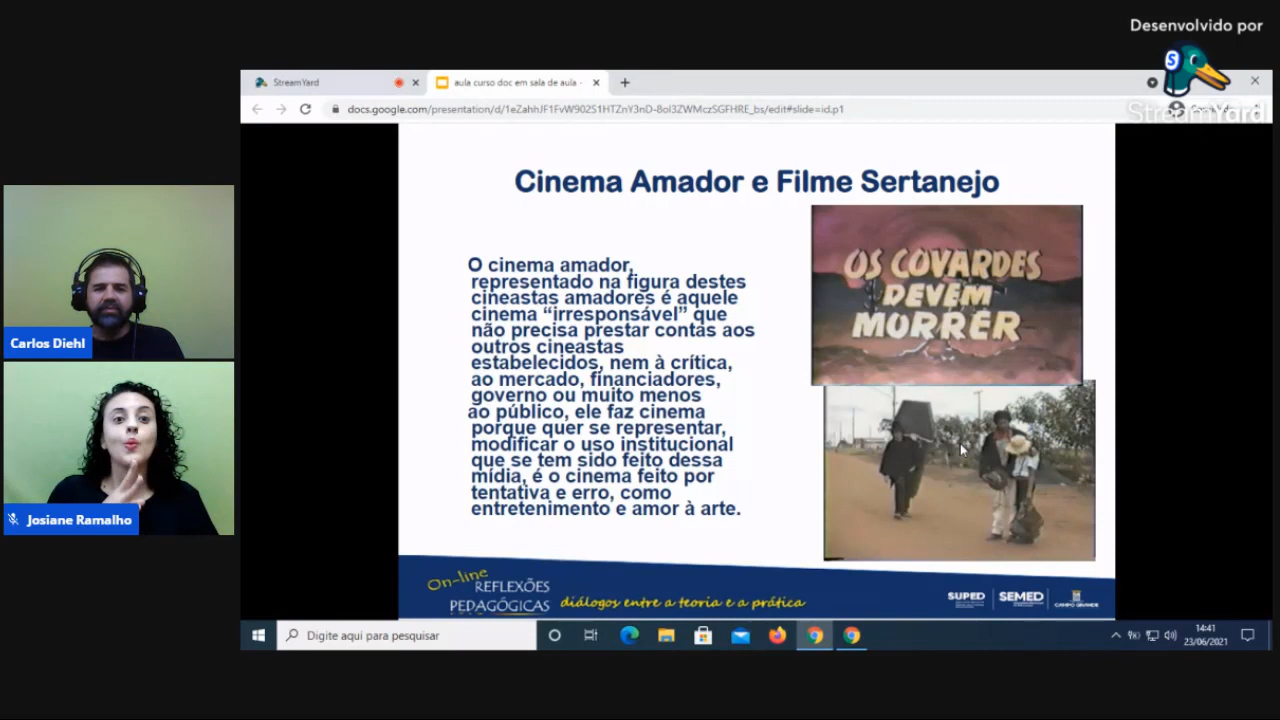 Desenvolvido por
StreamYard
StreamYard
aula curso doc em sala de aula -
docs.google.com/presentation/d/1eZahhJF1FvW902S1HTZnY3nD-8ol3ZWMczSGFHRE_bs/edit#slide=id.p1
Cinema Amador e Filme Sertanejo
O cinema amador,
representado na figura destes
cineastas amadores é aquele
cinema “irresponsável” que
não precisa prestar contas aos
outros cineastas
estabelecidos, nem à crítica,
ao mercado, financiadores,
governo ou muito menos
ao público, ele faz cinema
porque quer se representar,
modificar o uso institucional
que se tem sido feito dessa
mídia, é o cinema feito por
tentativa e erro, como
entretenimento e amor à arte.
OS COVARDES
DEVEM
MORRER
Carlos Diehl
Josiane Ramalho
On-line
REFLEXÕES
PEDAGÓGICAS
diálogos entre a teoria e a prática
SUPED
SEMED
CAMPO GRANDE
Digite aqui para pesquisar
14:41
23/06/2021